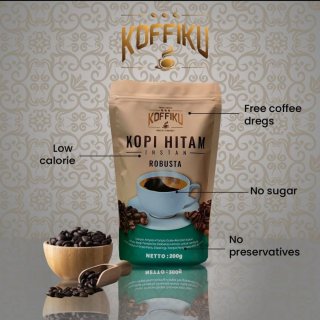 KOFFIKU
Free coffee
dregs
KOFFIKU
KOPI HITAM
INSTAN
ROBUSTA
Low
calorie
No sugar
No
preservatives
NETTO : 200g